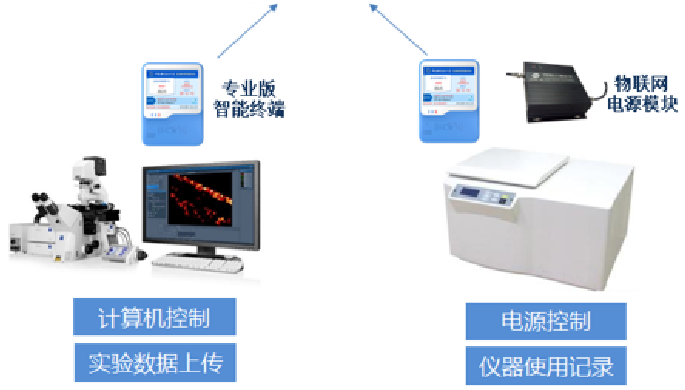 专业版
智能终端
物联网
电源模块
计算机控制
实验数据上传
电源控制
仪器使用记录